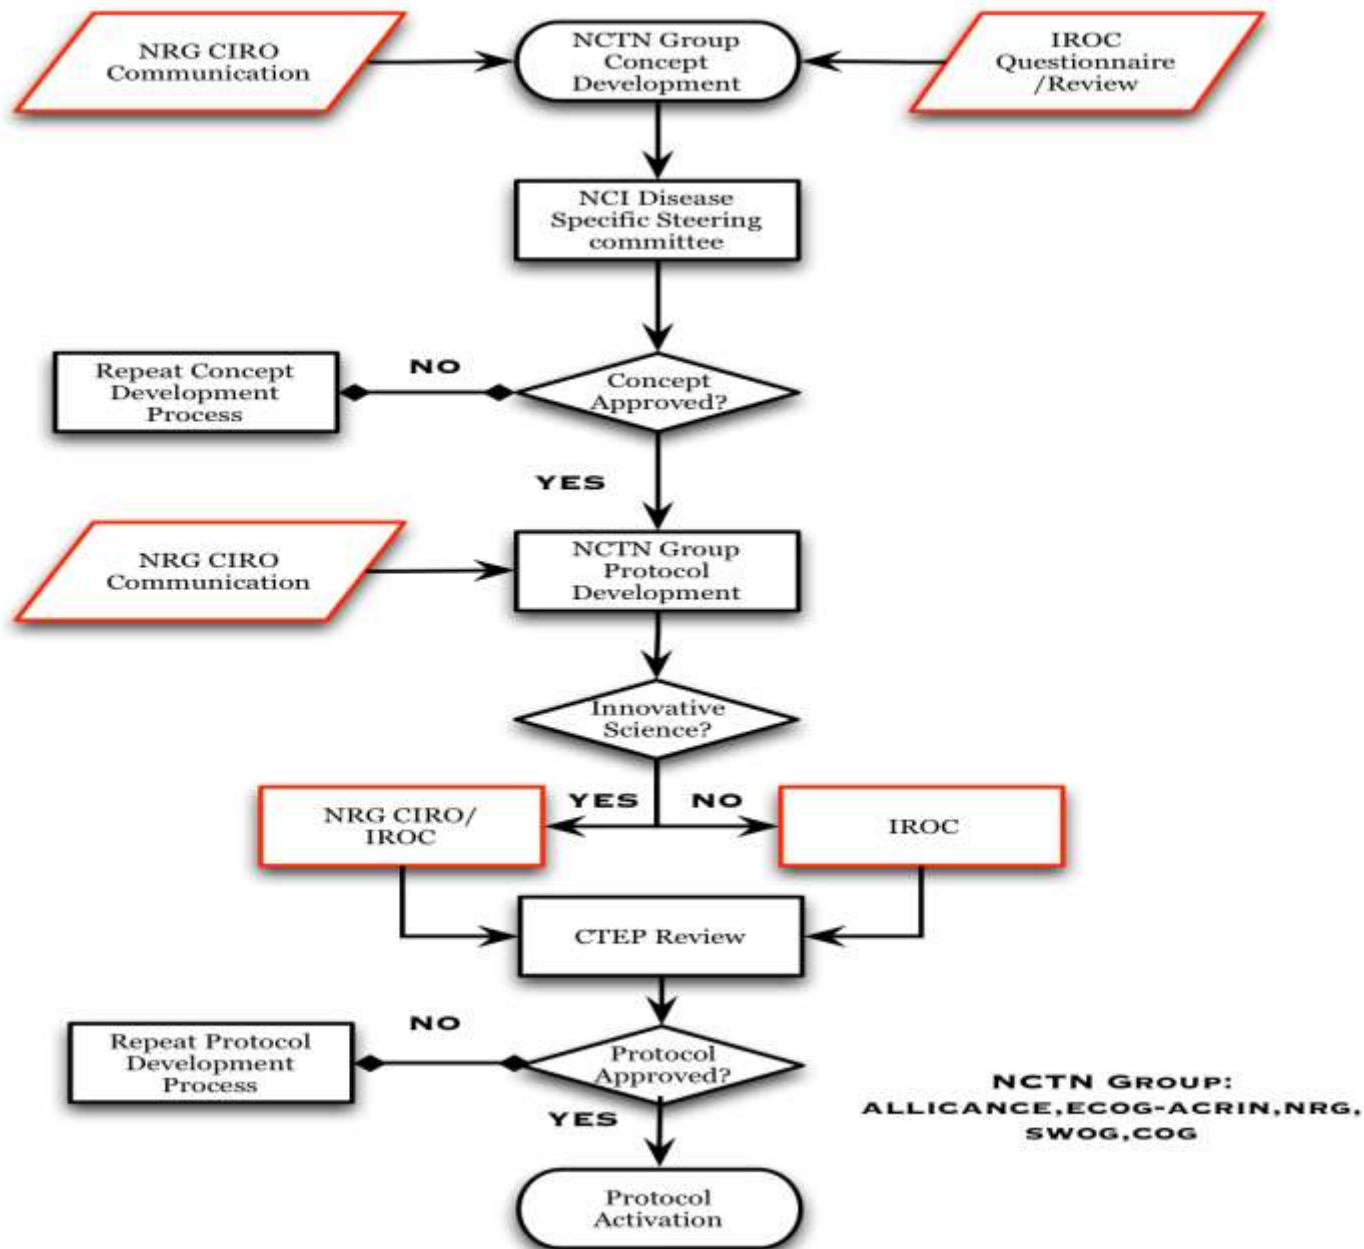 NRG CIRO
Communication
NCTN Group
Concept
Development
IROC
Questionnaire
/Review
NCI Disease
Specific Steering
committee
Repeat Concept
Development
Process
NO
Concept
Approved?
YES
NRG CIRO
Communication
NCTN Group
Protocol
Development
Innovative
Science?
NRG CIRO/
IROC
YES
NO
IROC
CTEP Review
Repeat Protocol
Development
Process
NO
Protocol
Approved?
YES
NCTN GROUP:
ALLICANCE,ECOG-ACRIN,NRG,
SWOG,COG
Protocol
Activation